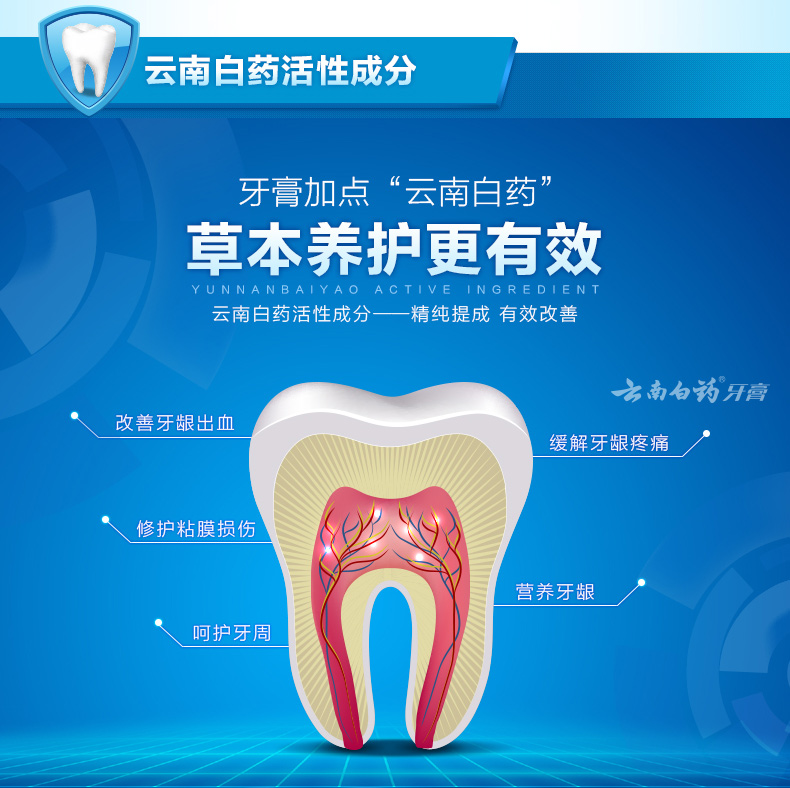 云南白药活性成分
牙膏加点“云南白药”
草本养护更有效
YUNNANBAIYAO ACTIVE INGREDIENT
云南白药活性成分——精纯提成 有效改善
云南白药®牙膏
改善牙龈出血
缓解牙龈疼痛
修护粘膜损伤
营养牙龈
呵护牙周